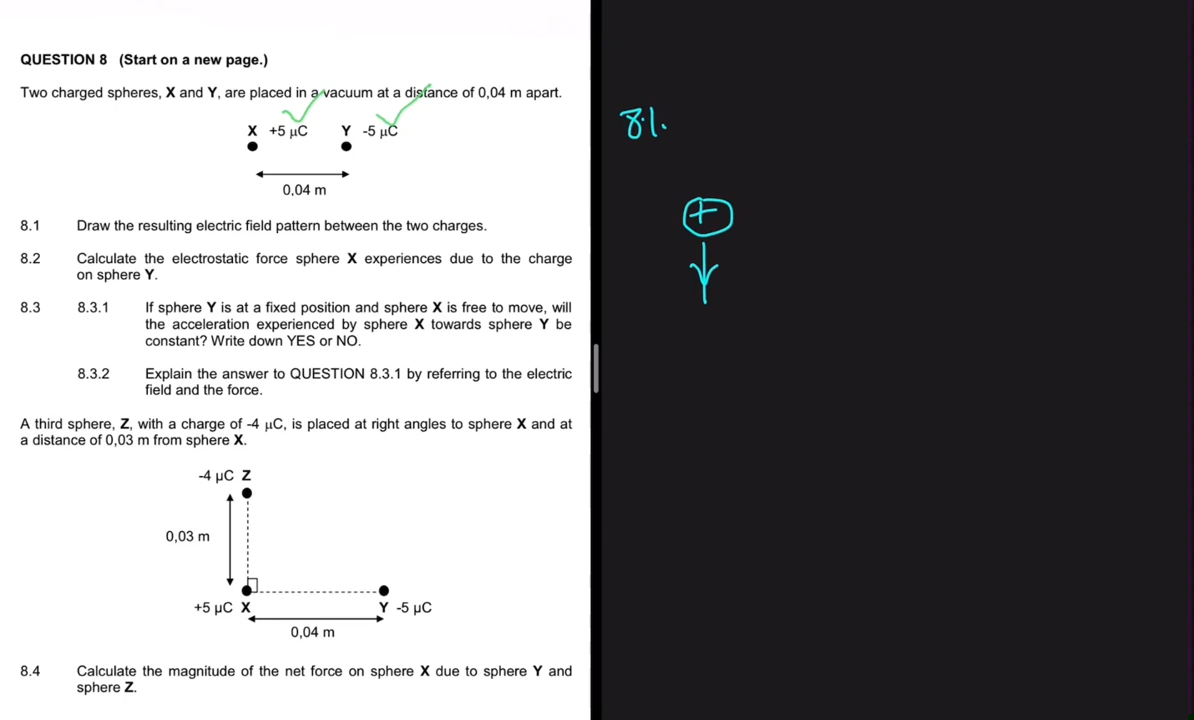 QUESTION 8 (Start on a new page.)
Two charged spheres, X and Y, are placed in a vacuum at a distance of 0,04 m apart.
X +5 µC Y -5 µC
0,04 m
8.1 Draw the resulting electric field pattern between the two charges.
8.2 Calculate the electrostatic force sphere X experiences due to the charge
on sphere Y.
8.3 8.3.1 If sphere Y is at a fixed position and sphere X is free to move, will
the acceleration experienced by sphere X towards sphere Y be
constant? Write down YES or NO.
8.3.2 Explain the answer to QUESTION 8.3.1 by referring to the electric
field and the force.
A third sphere, Z, with a charge of -4 µC, is placed at right angles to sphere X and at
a distance of 0,03 m from sphere X.
-4 µC Z
0,03 m
+5 µC X Y -5 µC
0,04 m
8.4 Calculate the magnitude of the net force on sphere X due to sphere Y and
sphere Z.
8.1.
+